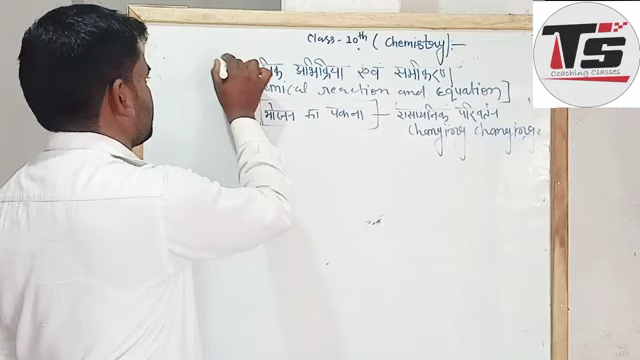 Class-10th (Chemistry):-
अभिक्रिया एवं समीकरण
emical reaction and Equation]
[भोजन का पकना] - रासायनिक परिवर्तन
Changing Changing.
TS
COACHING CLASSES